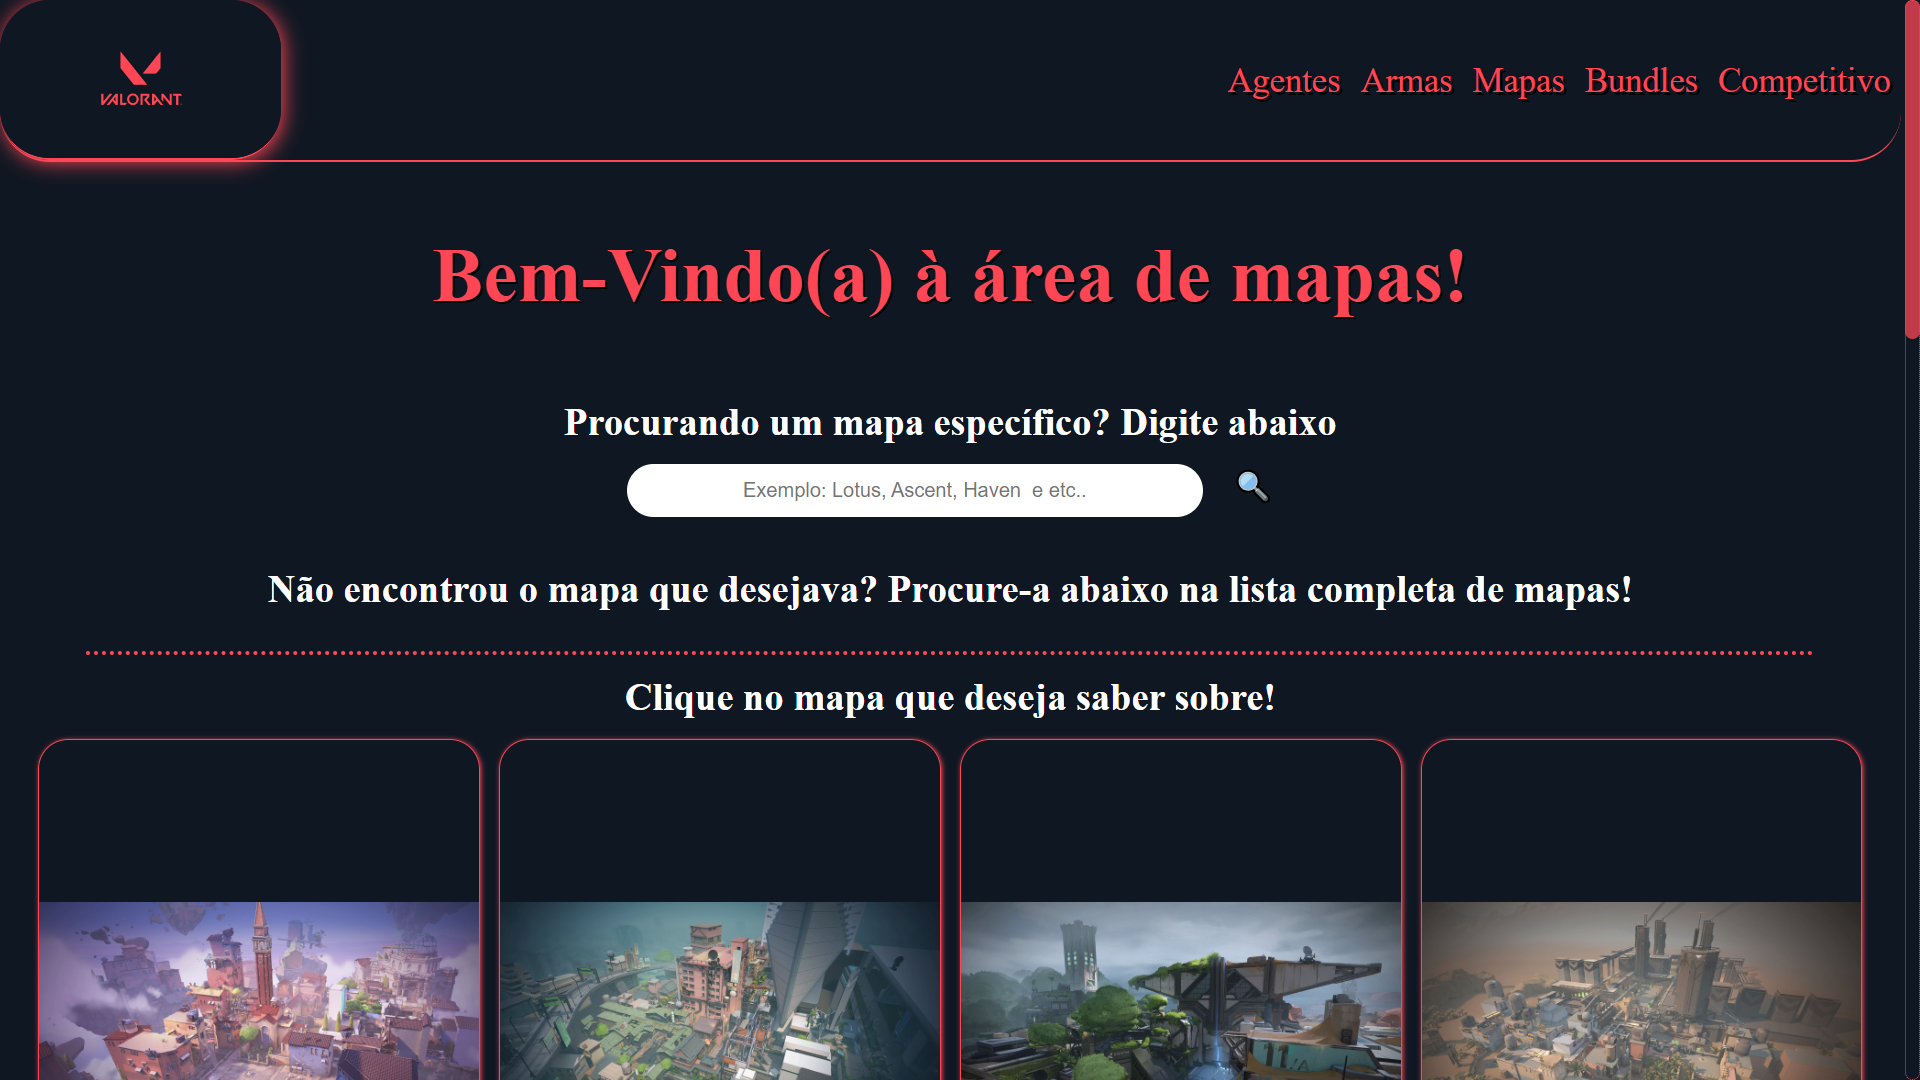 VALORANT
Agentes Armas Mapas Bundles Competitivo
Bem-Vindo(a) à área de mapas!
Procurando um mapa específico? Digite abaixo
Exemplo: Lotus, Ascent, Haven  e etc..
Não encontrou o mapa que desejava? Procure-a abaixo na lista completa de mapas!
Clique no mapa que deseja saber sobre!